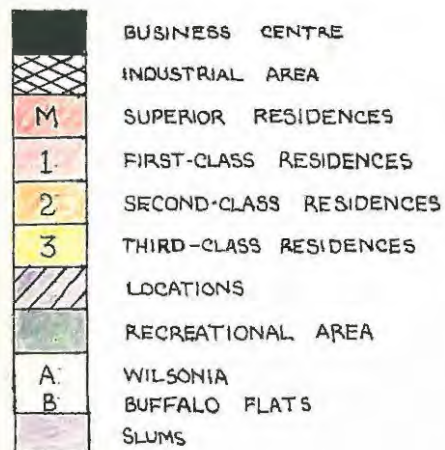 BUSINESS CENTRE
INDUSTRIAL AREA
M SUPERIOR RESIDENCES
1. FIRST-CLASS RESIDENCES
2 SECOND-CLASS RESIDENCES
3 THIRD-CLASS RESIDENCES
LOCATIONS
RECREATIONAL AREA
A: WILSONIA
B: BUFFALO FLATS
SLUMS